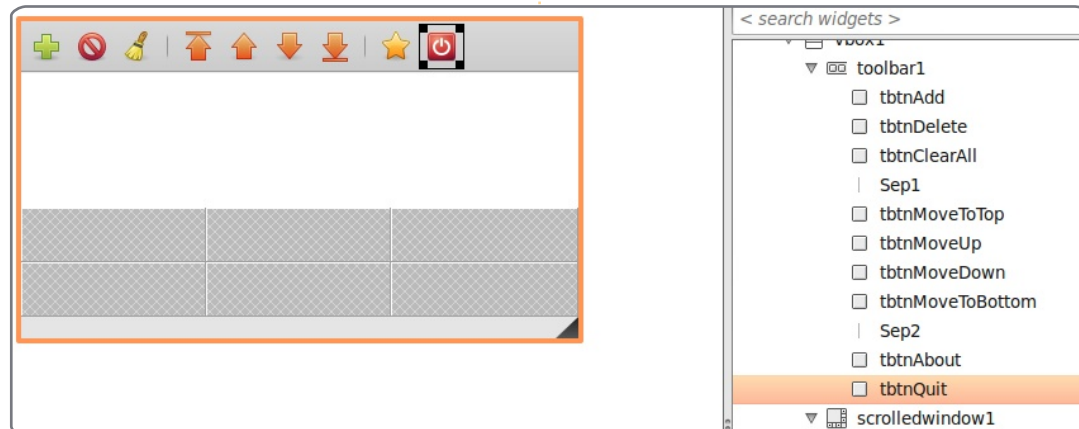 < search widgets >
vbox1
toolbar1
tbtnAdd
tbtnDelete
tbtnClearAll
Sep1
tbtnMoveToTop
tbtnMoveUp
tbtnMoveDown
tbtnMoveToBottom
Sep2
tbtnAbout
tbtnQuit
scrolledwindow1